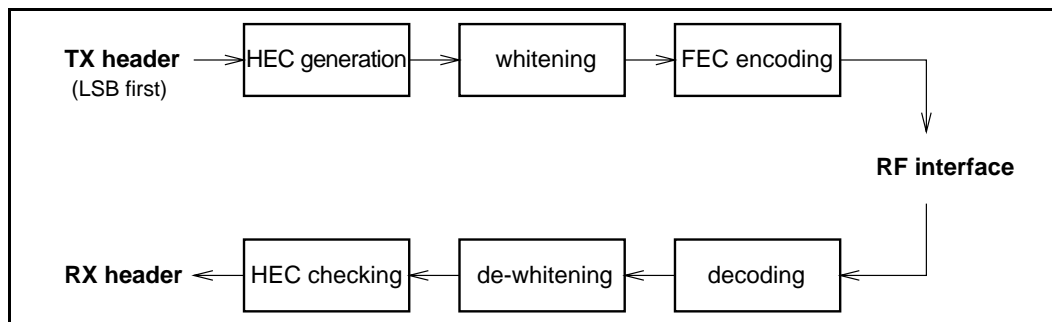 TX header
(LSB first)
HEC generation
whitening
FEC encoding
RF interface
RX header
HEC checking
de-whitening
decoding